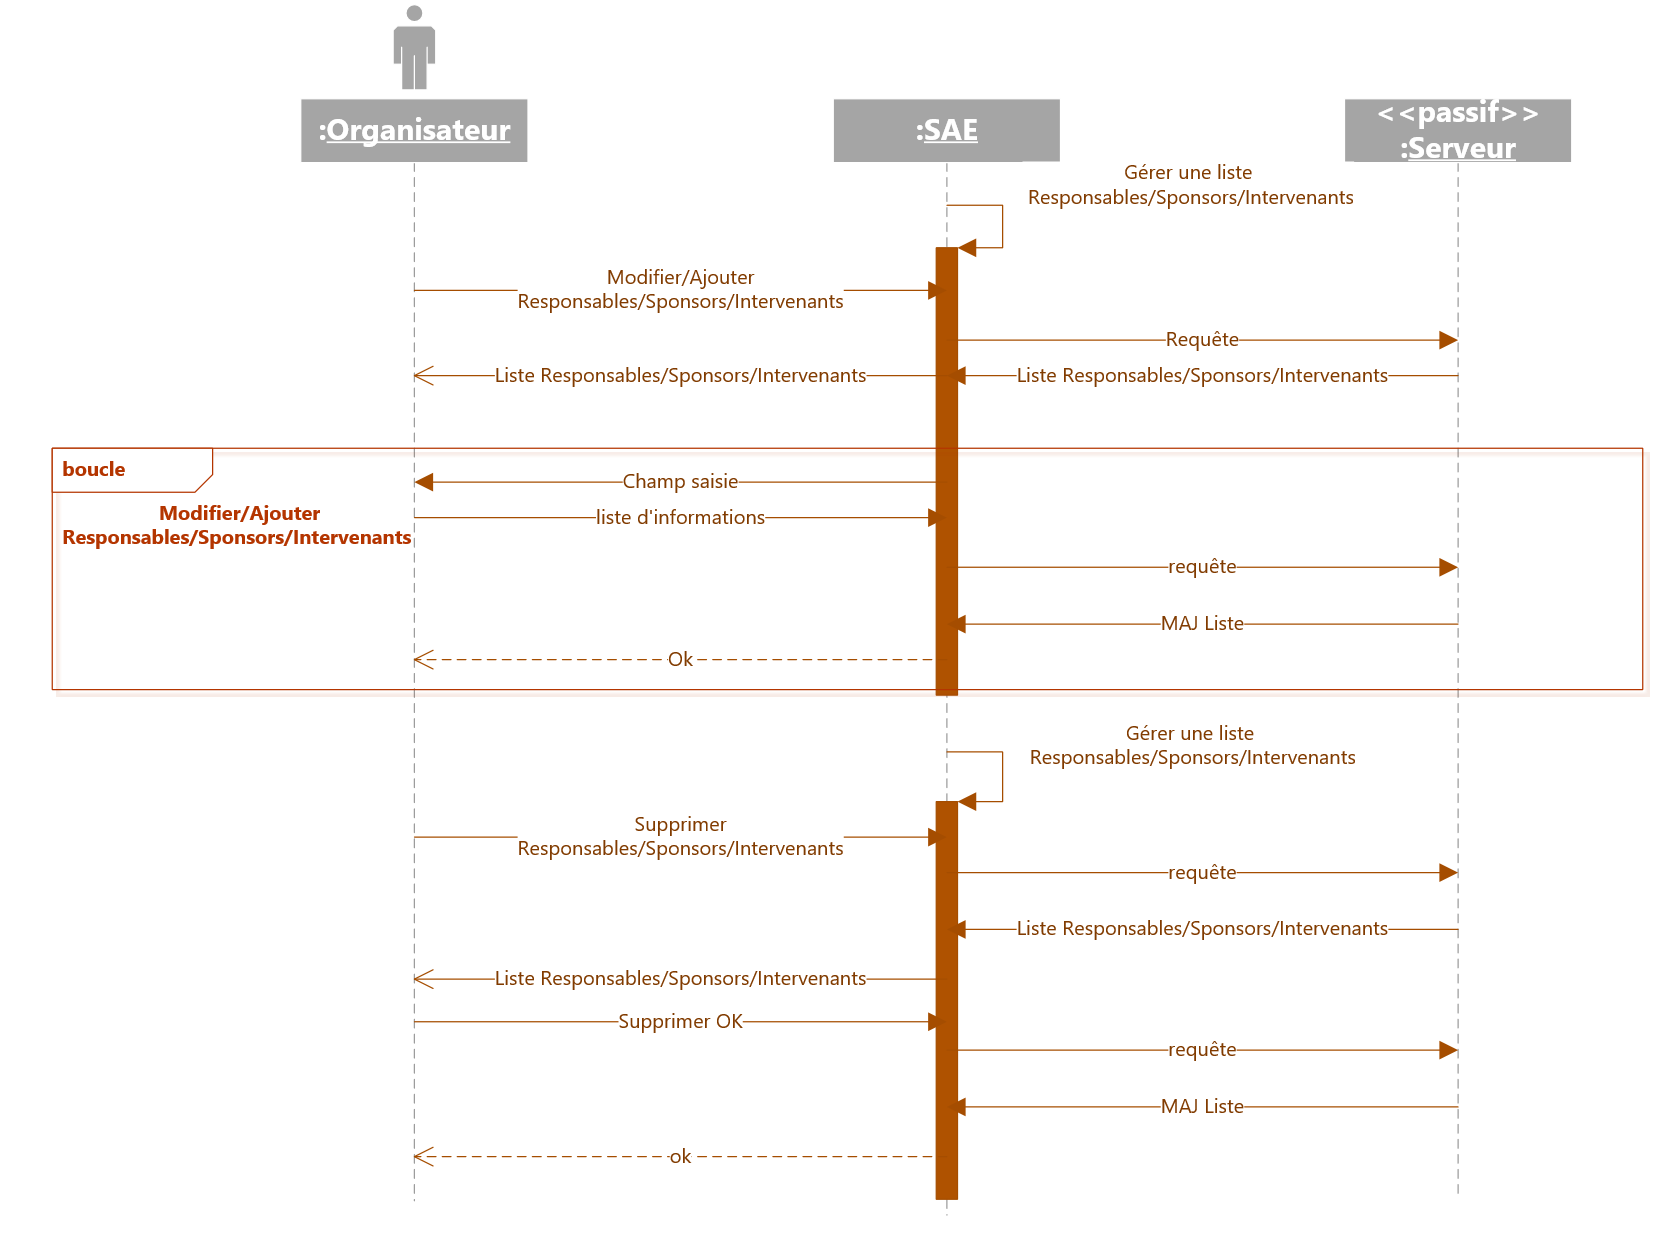 :Organisateur
:SAE
<<passif>>
:Serveur
Gérer une liste
Responsables/Sponsors/Intervenants
Modifier/Ajouter
Responsables/Sponsors/Intervenants
Requête
Liste Responsables/Sponsors/Intervenants
Liste Responsables/Sponsors/Intervenants
boucle
Champ saisie
Modifier/Ajouter
Responsables/Sponsors/Intervenants
liste d'informations
requête
MAJ Liste
Ok
Gérer une liste
Responsables/Sponsors/Intervenants
Supprimer
Responsables/Sponsors/Intervenants
requête
Liste Responsables/Sponsors/Intervenants
Liste Responsables/Sponsors/Intervenants
Supprimer OK
requête
MAJ Liste
ok